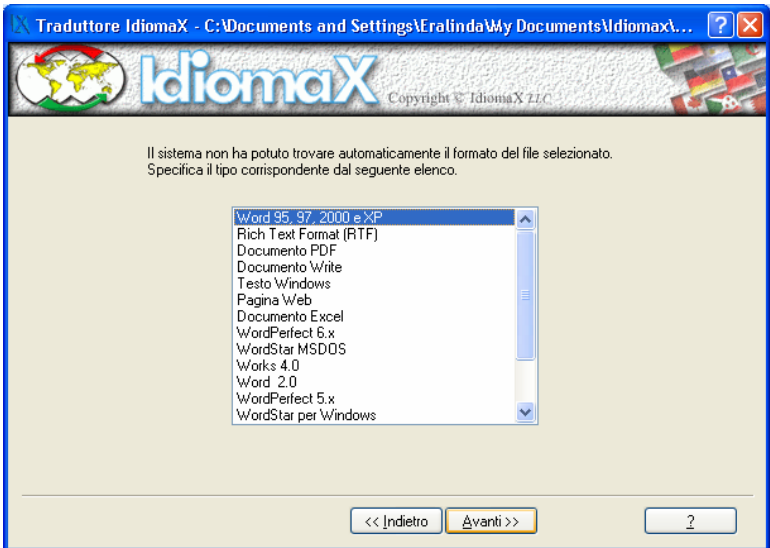 Traduttore IdiomaX - C:\Documents and Settings\Eralinda\My Documents\Idiomax\...
IdiomaX Copyright © IdiomaX LLC
Il sistema non ha potuto trovare automaticamente il formato del file selezionato.
Specifica il tipo corrispondente dal seguente elenco.
Word 95, 97, 2000 e XP
Rich Text Format (RTF)
Documento PDF
Documento Write
Testo Windows
Pagina Web
Documento Excel
WordPerfect 6.x
WordStar MSDOS
Works 4.0
Word 2.0
WordPerfect 5.x
WordStar per Windows
<< Indietro Avanti >> ?